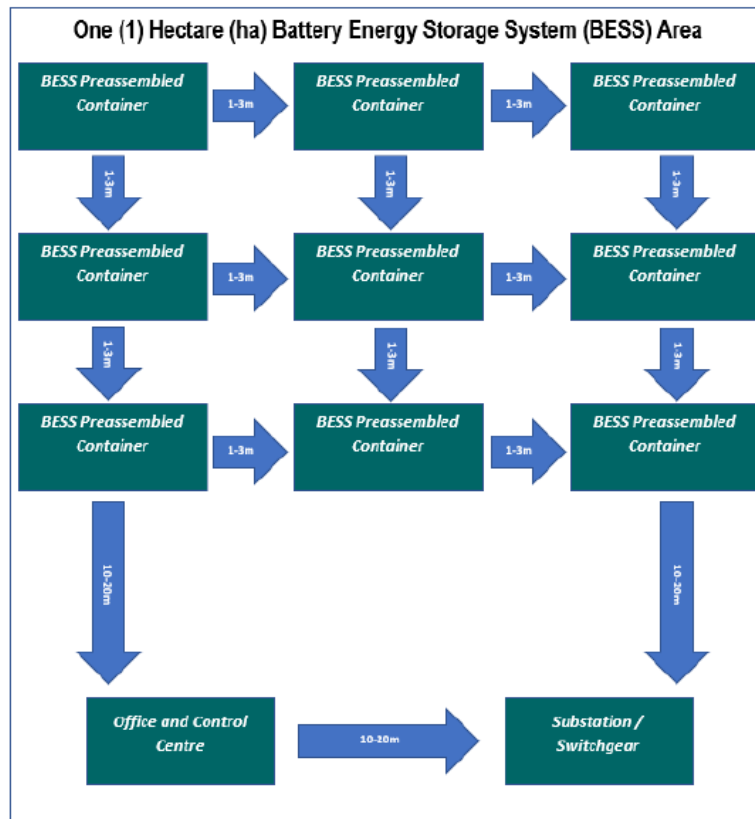 One (1) Hectare (ha) Battery Energy Storage System (BESS) Area
BESS Preassembled
Container
1-3m
BESS Preassembled
Container
1-3m
BESS Preassembled
Container
1-3m
1-3m
1-3m
BESS Preassembled
Container
1-3m
BESS Preassembled
Container
1-3m
BESS Preassembled
Container
1-3m
1-3m
1-3m
BESS Preassembled
Container
1-3m
BESS Preassembled
Container
1-3m
BESS Preassembled
Container
10-20m
10-20m
Office and Control
Centre
10-20m
Substation /
Switchgear